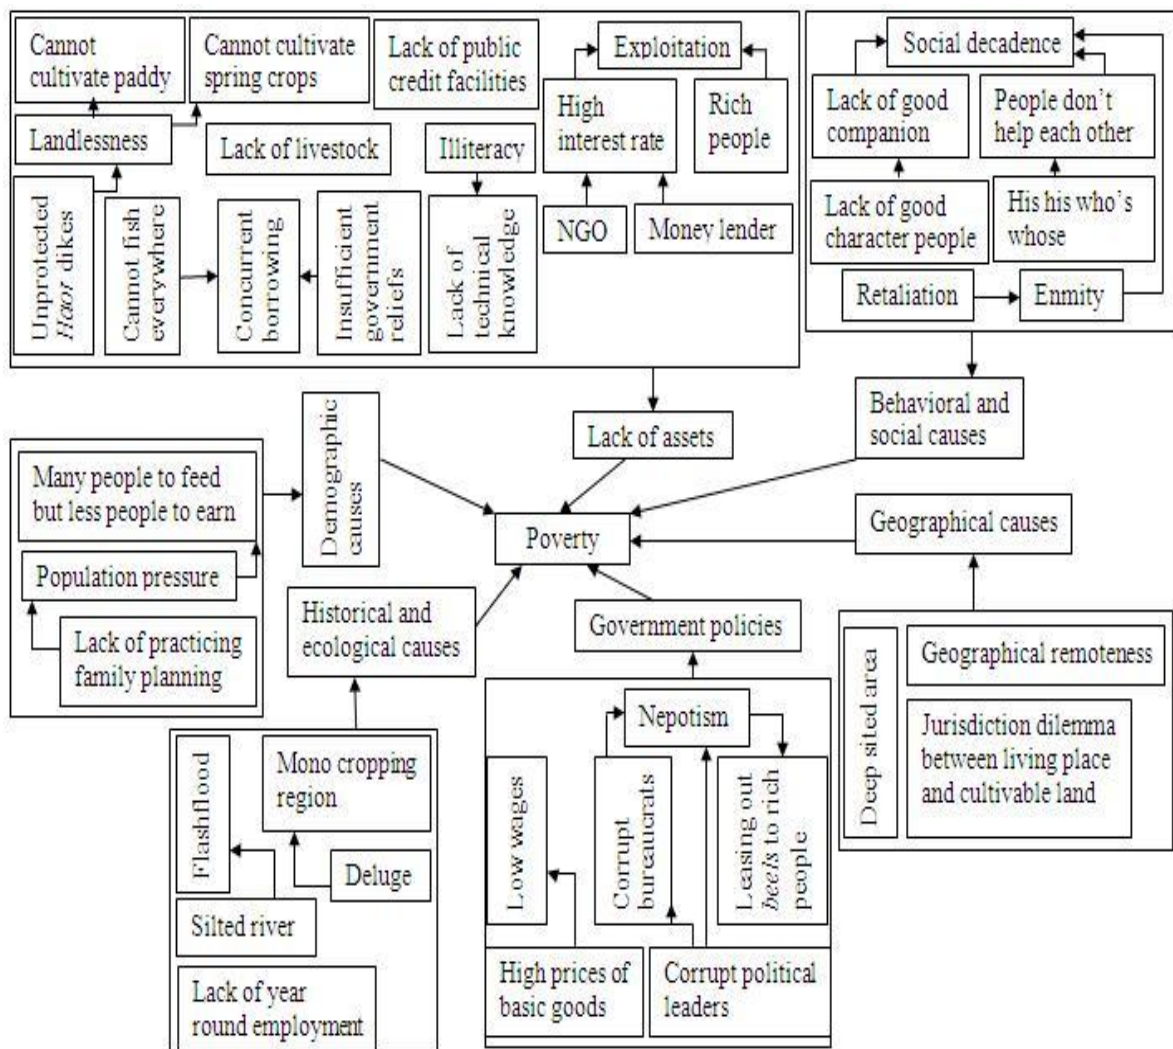 Cannot
cultivate paddy
Cannot cultivate
spring crops
Lack of public
credit facilities
Exploitation
Landlessness
Lack of livestock
Illiteracy
High
interest rate
Rich
people
Unprotected
Haor dikes
Cannot fish
everywhere
Concurrent
borrowing
Insufficient
government
reliefs
Lack of
technical
knowledge
NGO
Money lender
Social decadence
Lack of good
companion
People don't
help each other
Lack of good
character people
His his who's
whose
Retaliation
Enmity
Lack of assets
Behavioral and
social causes
Many people to feed
but less people to earn
Population pressure
Lack of practicing
family planning
Demographic
causes
Poverty
Geographical causes
Historical and
ecological causes
Government policies
Deep sited area
Geographical remoteness
Jurisdiction dilemma
between living place
and cultivable land
Flashflood
Mono cropping
region
Deluge
Silted river
Lack of year
round employment
Nepotism
Low wages
Corrupt
bureaucrats
Leasing out
beels to rich
people
High prices of
basic goods
Corrupt political
leaders